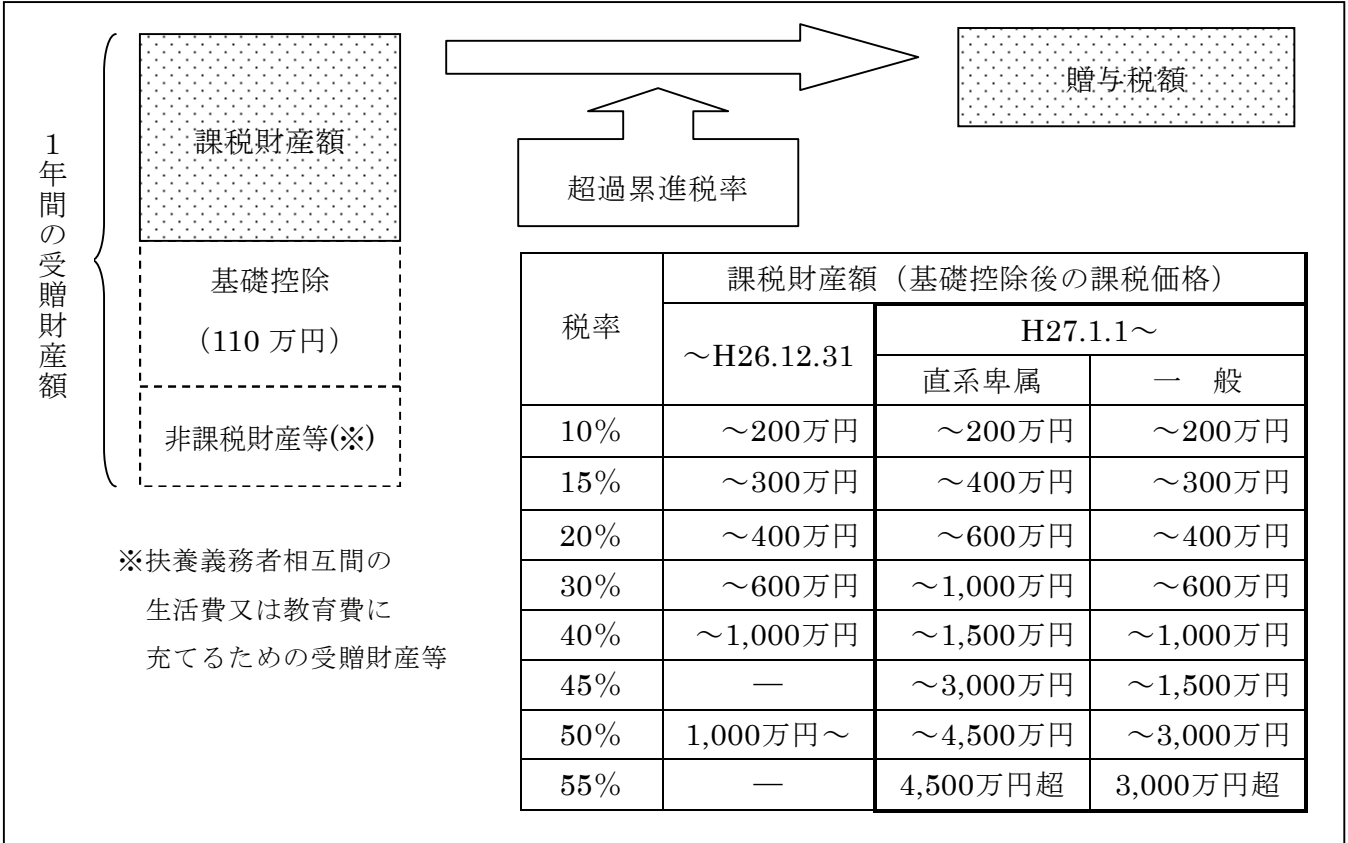 1年間の受贈財産額
課税財産額
基礎控除
（110 万円）
非課税財産等(※)
※扶養義務者相互間の
生活費又は教育費に
充てるための受贈財産等
贈与税額
超過累進税率
税率 課税財産額（基礎控除後の課税価格）
～H26.12.31 H27.1.1～
直系卑属 一 般
10% ～200万円 ～200万円 ～200万円
15% ～300万円 ～400万円 ～300万円
20% ～400万円 ～600万円 ～400万円
30% ～600万円 ～1,000万円 ～600万円
40% ～1,000万円 ～1,500万円 ～1,000万円
45% ― ～3,000万円 ～1,500万円
50% 1,000万円～ ～4,500万円 ～3,000万円
55% ― 4,500万円超 3,000万円超